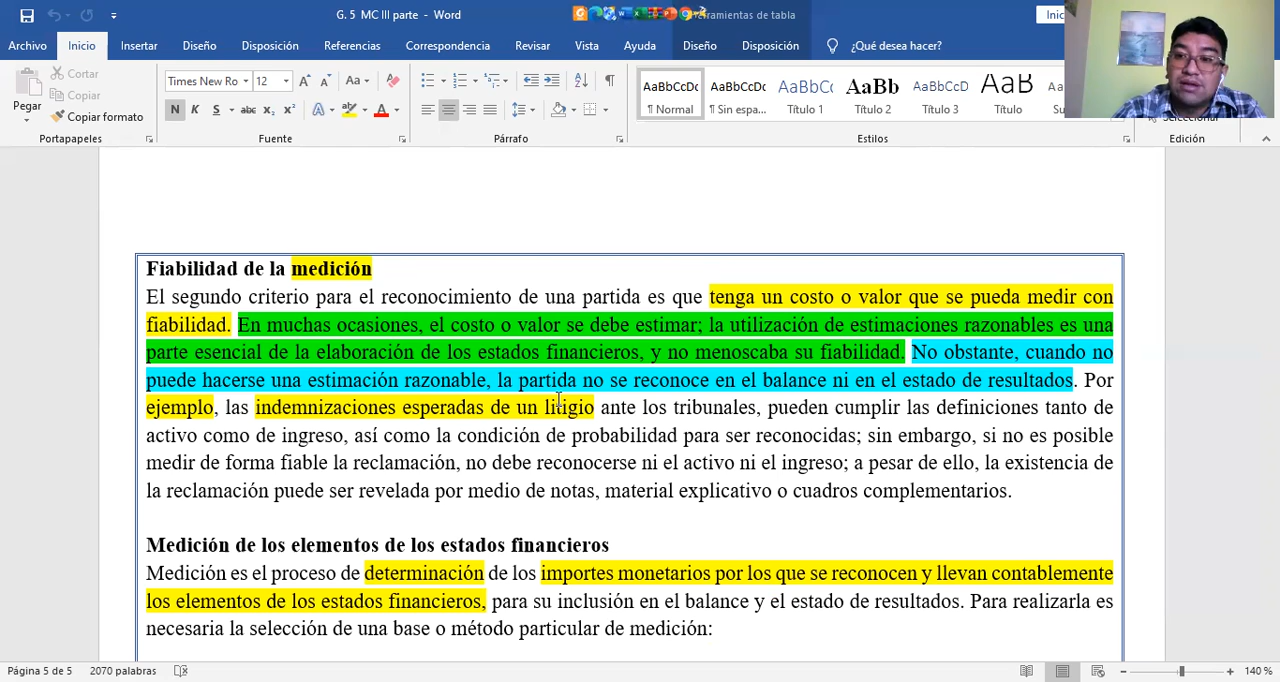 G. 5 MC III parte - Word
rramientas de tabla
Inic
Archivo Inicio Insertar Diseño Disposición Referencias Correspondencia Revisar Vista Ayuda Diseño Disposición ¿Qué desea hacer?
Pegar
Cortar
Copiar
Copiar formato
Times New Ro 12 Aa
N K S abc x₂ x² A A
AaBbCcDc AaBbCcDc AaBbCc AaBb AaBbCcD AaB
¶ Normal ¶ Sin espa... Título 1 Título 2 Título 3 Título
Portapapeles Fuente Párrafo Estilos Edición
Fiabilidad de la medición
El segundo criterio para el reconocimiento de una partida es que tenga un costo o valor que se pueda medir con
fiabilidad. En muchas ocasiones, el costo o valor se debe estimar; la utilización de estimaciones razonables es una
parte esencial de la elaboración de los estados financieros, y no menoscaba su fiabilidad. No obstante, cuando no
puede hacerse una estimación razonable, la partida no se reconoce en el balance ni en el estado de resultados. Por
ejemplo, las indemnizaciones esperadas de un litigio ante los tribunales, pueden cumplir las definiciones tanto de
activo como de ingreso, así como la condición de probabilidad para ser reconocidas; sin embargo, si no es posible
medir de forma fiable la reclamación, no debe reconocerse ni el activo ni el ingreso; a pesar de ello, la existencia de
la reclamación puede ser revelada por medio de notas, material explicativo o cuadros complementarios.
Medición de los elementos de los estados financieros
Medición es el proceso de determinación de los importes monetarios por los que se reconocen y llevan contablemente
los elementos de los estados financieros, para su inclusión en el balance y el estado de resultados. Para realizarla es
necesaria la selección de una base o método particular de medición:
Página 5 de 5 2070 palabras 140 %